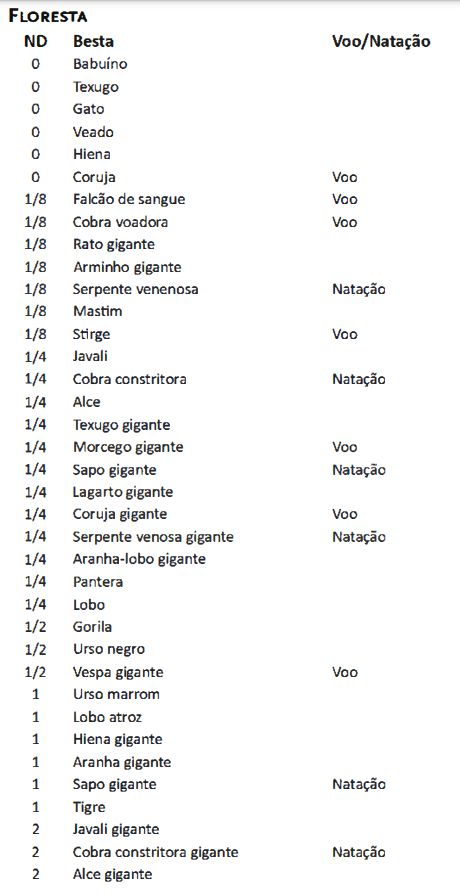 FLORESTA
ND Besta Voo/Natação
0 Babuíno
0 Texugo
0 Gato
0 Veado
0 Hiena
0 Coruja Voo
1/8 Falcão de sangue Voo
1/8 Cobra voadora Voo
1/8 Rato gigante
1/8 Arminho gigante
1/8 Serpente venenosa Natação
1/8 Mastim
1/8 Stirge Voo
1/4 Javali
1/4 Cobra constritora Natação
1/4 Alce
1/4 Texugo gigante
1/4 Morcego gigante Voo
1/4 Sapo gigante Natação
1/4 Lagarto gigante
1/4 Coruja gigante Voo
1/4 Serpente venosa gigante Natação
1/4 Aranha-lobo gigante
1/4 Pantera
1/4 Lobo
1/2 Gorila
1/2 Urso negro
1/2 Vespa gigante Voo
1 Urso marrom
1 Lobo atroz
1 Hiena gigante
1 Aranha gigante
1 Sapo gigante Natação
1 Tigre
2 Javali gigante
2 Cobra constritora gigante Natação
2 Alce gigante